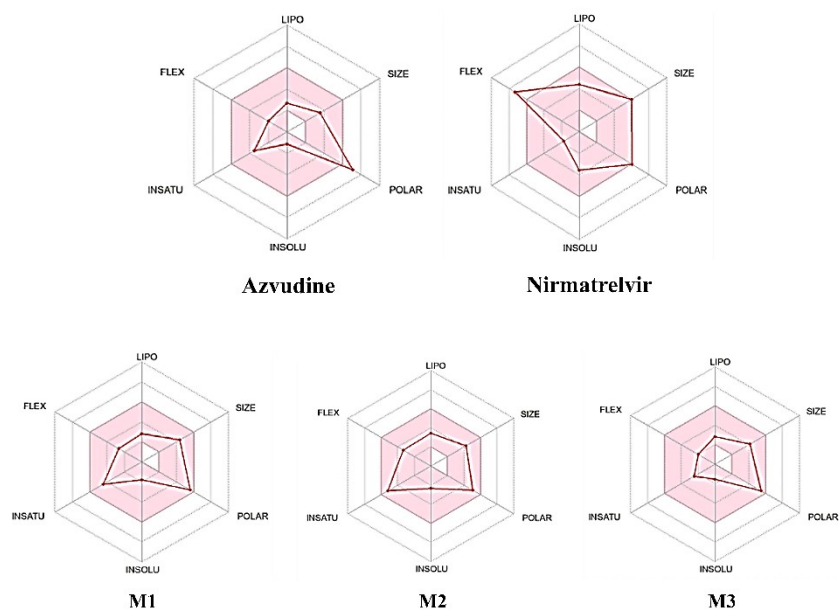 LIPO
FLEX
SIZE
INSATU
POLAR
INSOLU
Azvudine
LIPO
FLEX
SIZE
INSATU
POLAR
INSOLU
Nirmatrelvir
LIPO
FLEX
SIZE
INSATU
POLAR
INSOLU
M1
LIPO
FLEX
SIZE
INSATU
POLAR
INSOLU
M2
LIPO
FLEX
SIZE
INSATU
POLAR
INSOLU
M3